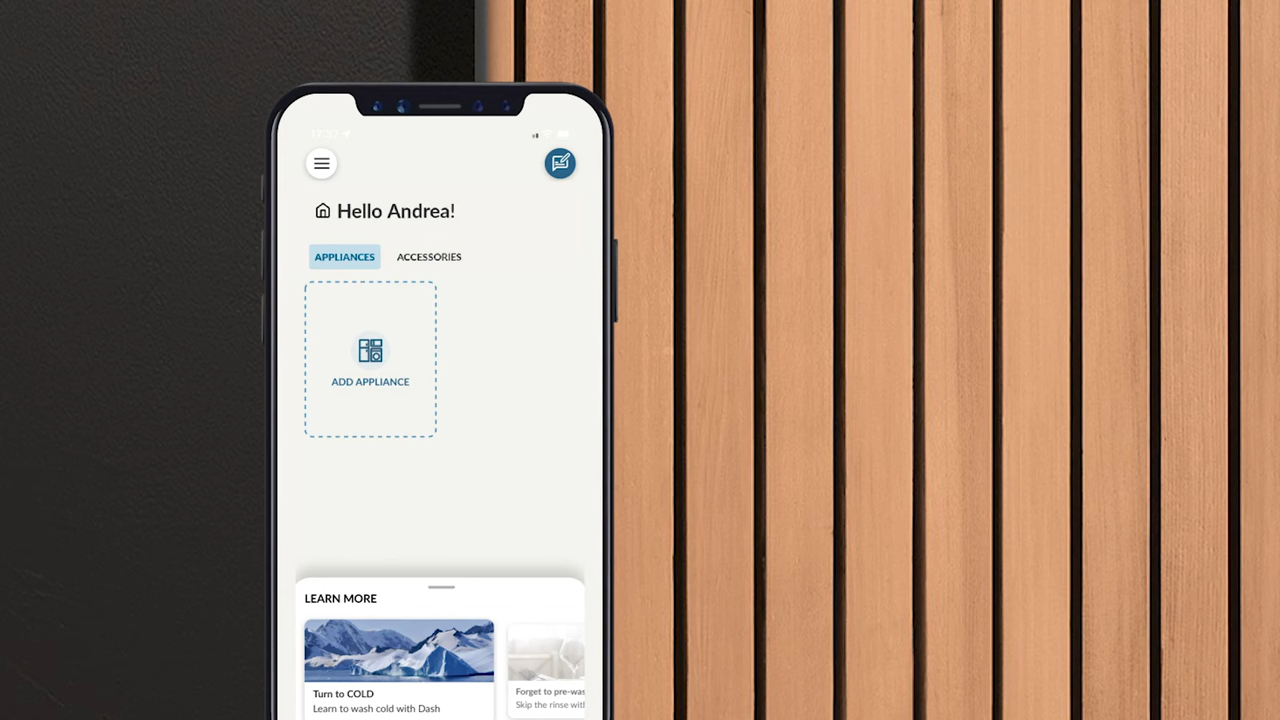 Hello Andrea!
APPLIANCES ACCESSORIES
ADD APPLIANCE
LEARN MORE
Turn to COLD
Learn to wash cold with Dash
Forget to pre-was
Skip the rinse with